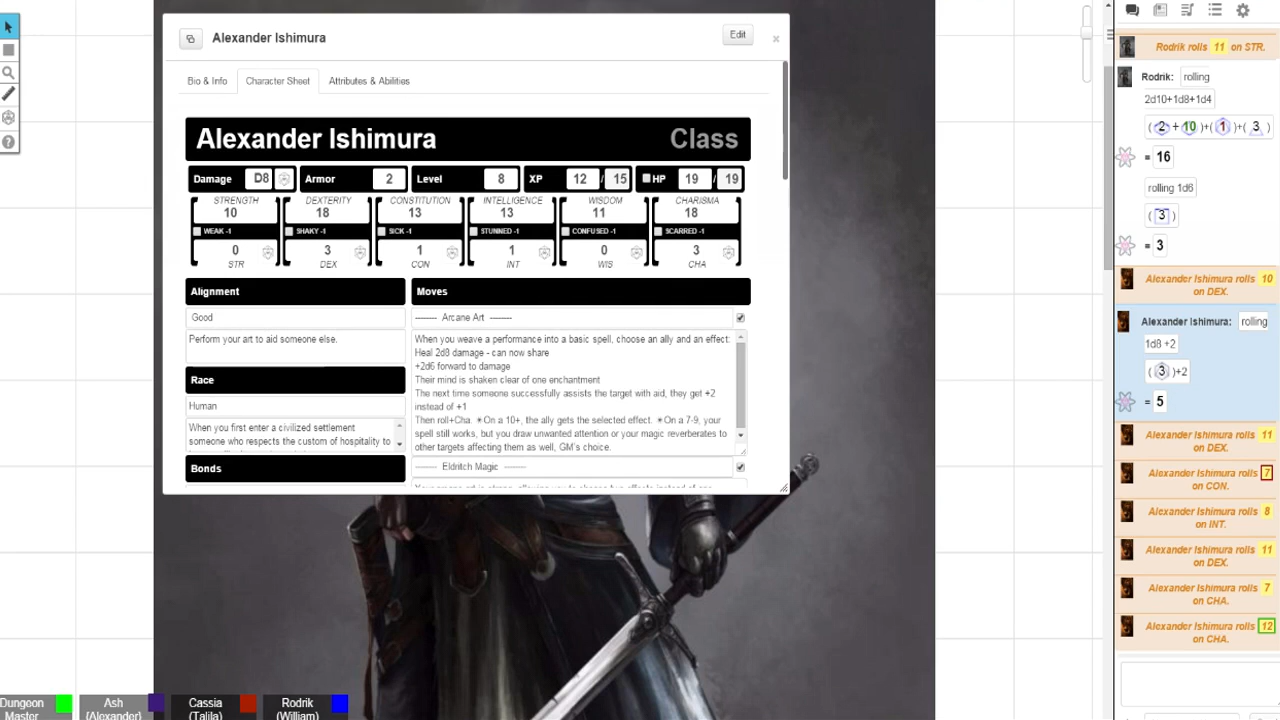 Alexander Ishimura
Edit
×
Bio & Info
Character Sheet
Attributes & Abilities
Alexander Ishimura
Class
Damage D8
Armor 2
Level 8
XP 12 / 15
HP 19 / 19
STRENGTH DEXTERITY CONSTITUTION INTELLIGENCE WISDOM CHARISMA
10 18 13 13 11 18
WEAK -1 SHAKY -1 SICK -1 STUNNED -1 CONFUSED -1 SCARRED -1
0 3 1 1 0 3
STR DEX CON INT WIS CHA
Alignment
Good
Perform your art to aid someone else.
Race
Human
When you first enter a civilized settlement
someone who respects the custom of hospitality to
Bonds
Moves
-------- Arcane Art --------
When you weave a performance into a basic spell, choose an ally and an effect:
Heal 2d8 damage - can now share
+2d6 forward to damage
Their mind is shaken clear of one enchantment
The next time someone successfully assists the target with aid, they get +2
instead of +1
Then roll+Cha. ☀On a 10+, the ally gets the selected effect. ☀On a 7-9, your
spell still works, but you draw unwanted attention or your magic reverberates to
other targets affecting them as well, GM's choice.
-------- Eldritch Magic --------
Rodrik rolls 11 on STR.
Rodrik: rolling
2d10+1d8+1d4
(2+10)+(1)+(3)
= 16
rolling 1d6
(3)
= 3
Alexander Ishimura rolls 10
on DEX.
Alexander Ishimura: rolling
1d8 +2
(3)+2
= 5
Alexander Ishimura rolls 11
on DEX.
Alexander Ishimura rolls 7
on CON.
Alexander Ishimura rolls 8
on INT.
Alexander Ishimura rolls 11
on DEX.
Alexander Ishimura rolls 7
on CHA.
Alexander Ishimura rolls 12
on CHA.
Dungeon
Master
Ash
(Alexander)
Cassia
(Talila)
Rodrik
(William)